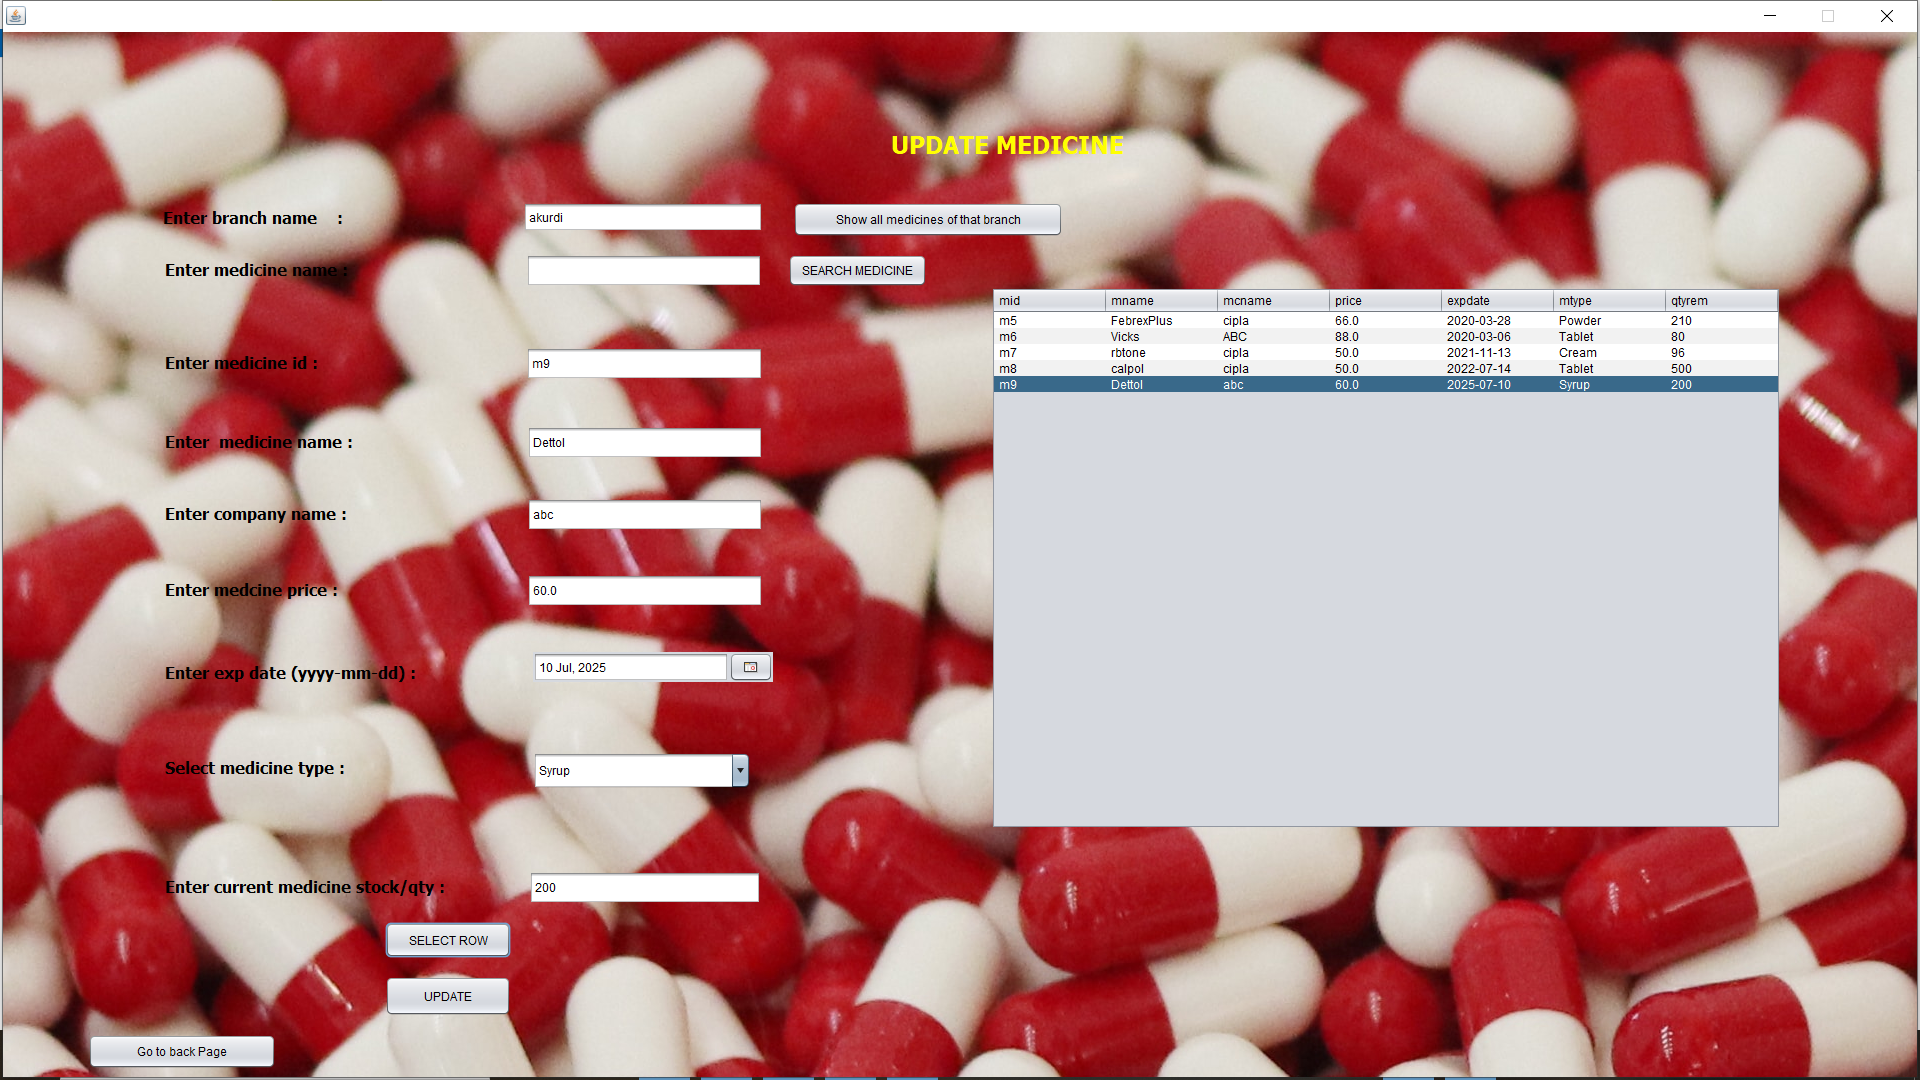 UPDATE MEDICINE
Enter branch name    : akurdi Show all medicines of that branch
Enter medicine name : SEARCH MEDICINE
mid mname mcname price expdate mtype qtyrem
m5 FebrexPlus cipla 66.0 2020-03-28 Powder 210
m6 Vicks ABC 88.0 2020-03-06 Tablet 80
m7 rbtone cipla 50.0 2021-11-13 Cream 96
m8 calpol cipla 50.0 2022-07-14 Tablet 500
m9 Dettol abc 60.0 2025-07-10 Syrup 200
Enter medicine id : m9
Enter  medicine name : Dettol
Enter company name : abc
Enter medcine price : 60.0
Enter exp date (yyyy-mm-dd) : 10 Jul, 2025
Select medicine type : Syrup
Enter current medicine stock/qty : 200
SELECT ROW
UPDATE
Go to back Page